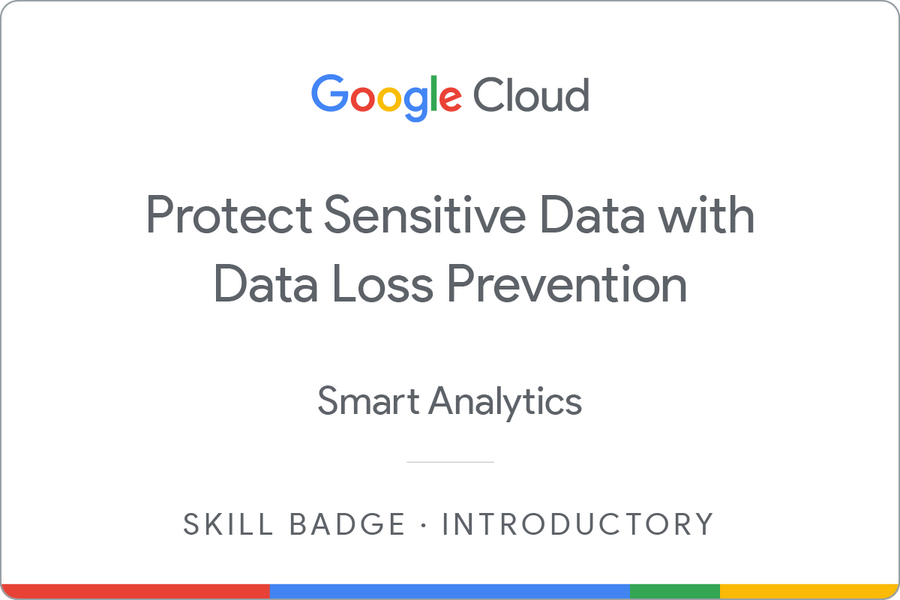 Google Cloud
Protect Sensitive Data with
Data Loss Prevention
Smart Analytics
SKILL BADGE · INTRODUCTORY